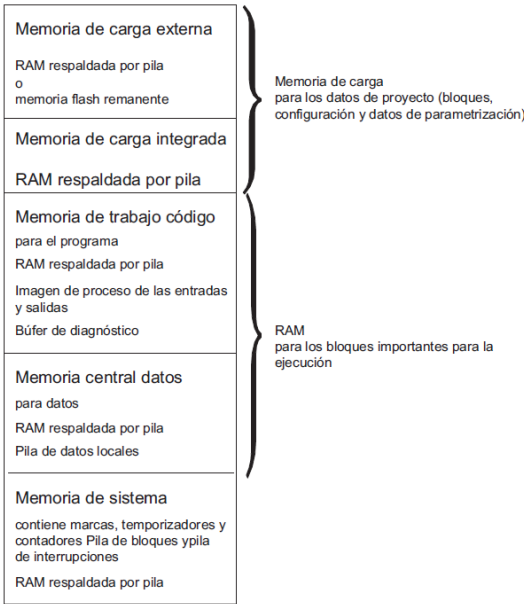 Memoria de carga externa
RAM respaldada por pila
o
memoria flash remanente
Memoria de carga integrada
RAM respaldada por pila
Memoria de carga
para los datos de proyecto (bloques,
configuración y datos de parametrización)
Memoria de trabajo código
para el programa
RAM respaldada por pila
Imagen de proceso de las entradas
y salidas
Búfer de diagnóstico
Memoria central datos
para datos
RAM respaldada por pila
Pila de datos locales
RAM
para los bloques importantes para la
ejecución
Memoria de sistema
contiene marcas, temporizadores y
contadores Pila de bloques ypila
de interrupciones
RAM respaldada por pila